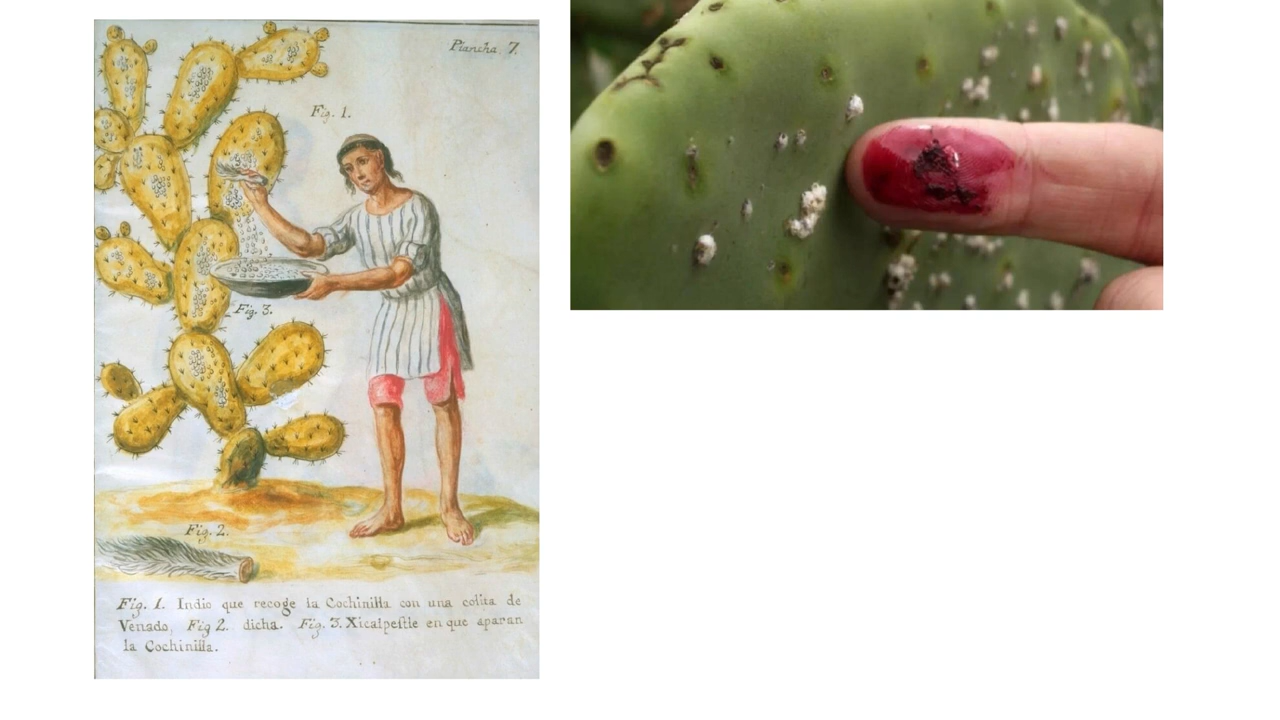 Plancha. 7.
Fig. 1.
Fig. 3.
Fig. 2.
Fig. 1. Indio que recoge la Cochinilla con una colita de
Venado, Fig 2. dicha. Fig. 3. Xicalpestle en que aparan
la Cochinilla.